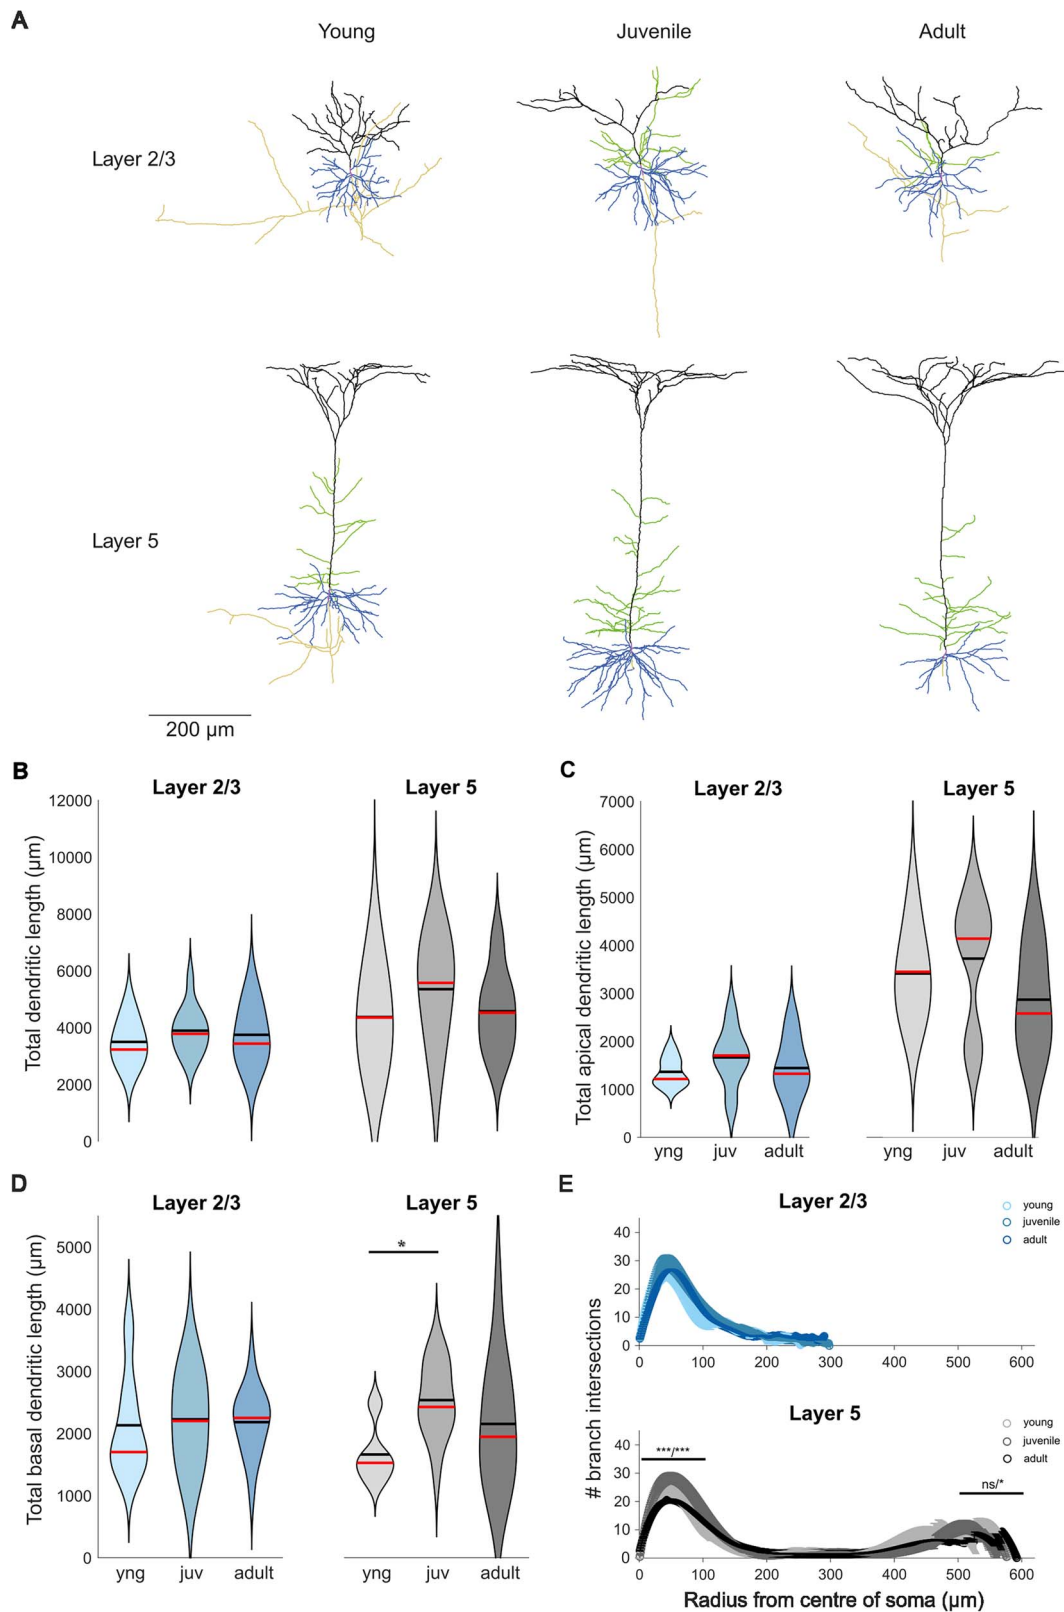 A
Young Juvenile Adult
Layer 2/3
Layer 5
200 µm
B
Layer 2/3 Layer 5
Total dendritic length (µm)
12000
10000
8000
6000
4000
2000
0
C
Layer 2/3 Layer 5
Total apical dendritic length (µm)
7000
6000
5000
4000
3000
2000
1000
0
yng juv adult yng juv adult
D
Layer 2/3 Layer 5
Total basal dendritic length (µm)
5000
4000
3000
2000
1000
0
*
yng juv adult yng juv adult
E
Layer 2/3
young
juvenile
adult
40
30
20
10
0
0 100 200 300 400 500 600
# branch intersections
Layer 5
young
juvenile
adult
40
30
20
10
0
***/***
ns/*
0 100 200 300 400 500 600
Radius from centre of soma (µm)